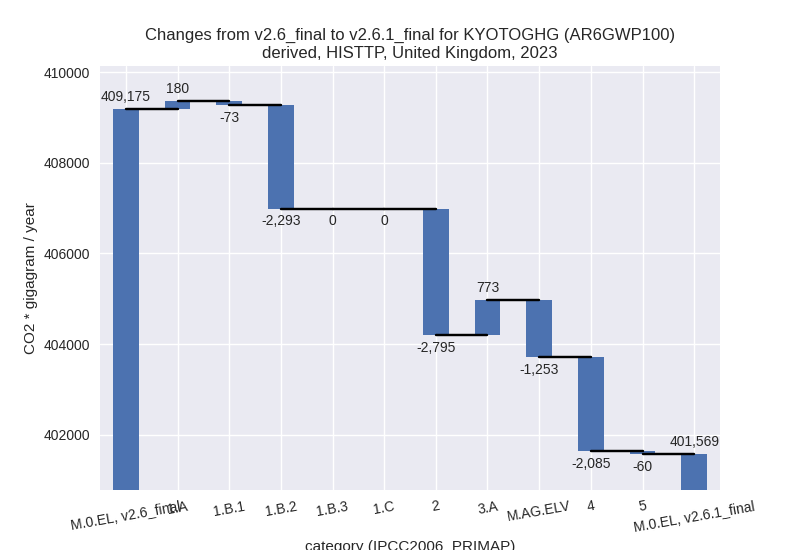 Changes from v2.6_final to v2.6.1_final for KYOTOGHG (AR6GWP100)
derived, HISTTP, United Kingdom, 2023
CO2 * gigagram / year
410000
408000
406000
404000
402000
409,175
180
-73
-2,293
0
0
-2,795
773
-1,253
-2,085
-60
401,569
M.0.EL, v2.6_final
1.A
1.B.1
1.B.2
1.B.3
1.C
2
3.A
M.AG.ELV
4
5
M.0.EL, v2.6.1_final
category (IPCC2006_PRIMAP)